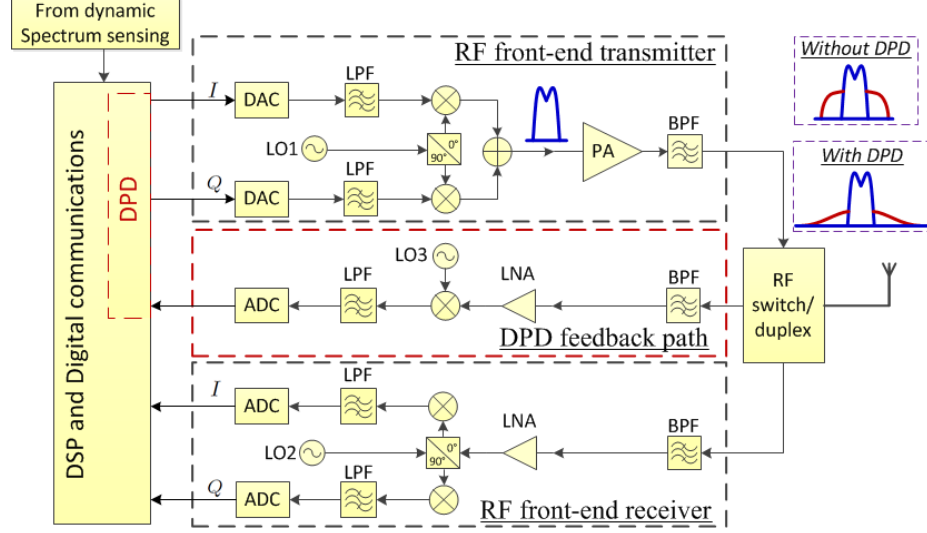 From dynamic
Spectrum sensing
DSP and Digital communications
DPD
RF front-end transmitter
I
DAC
LPF
LO1
0°
90°
Q
DAC
LPF
PA
BPF
Without DPD
With DPD
LO3
LPF
LNA
BPF
ADC
DPD feedback path
RF
switch/
duplex
I
ADC
LPF
LO2
0°
90°
LNA
BPF
Q
ADC
LPF
RF front-end receiver